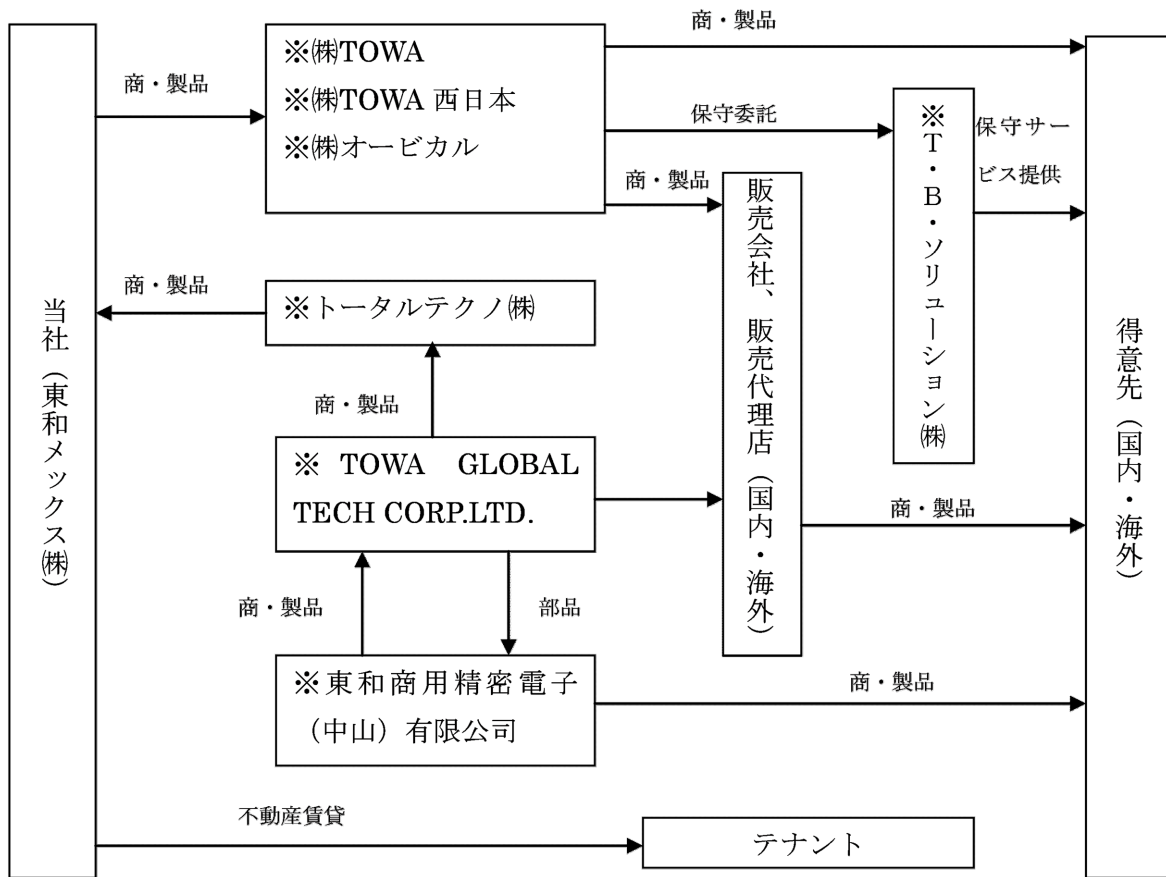 商・製品
※㈱TOWA
※㈱TOWA 西日本
※㈱オービカル
商・製品
保守委託
※T・B・ソリューション㈱
保守サー
ビス提供
商・製品
販売会社、販売代理店（国内・海外）
商・製品
※トータルテクノ㈱
当社（東和メックス㈱）
得意先（国内・海外）
商・製品
※ TOWA GLOBAL
TECH CORP.LTD.
商・製品
商・製品
部品
※東和商用精密電子
（中山）有限公司
商・製品
不動産賃貸
テナント